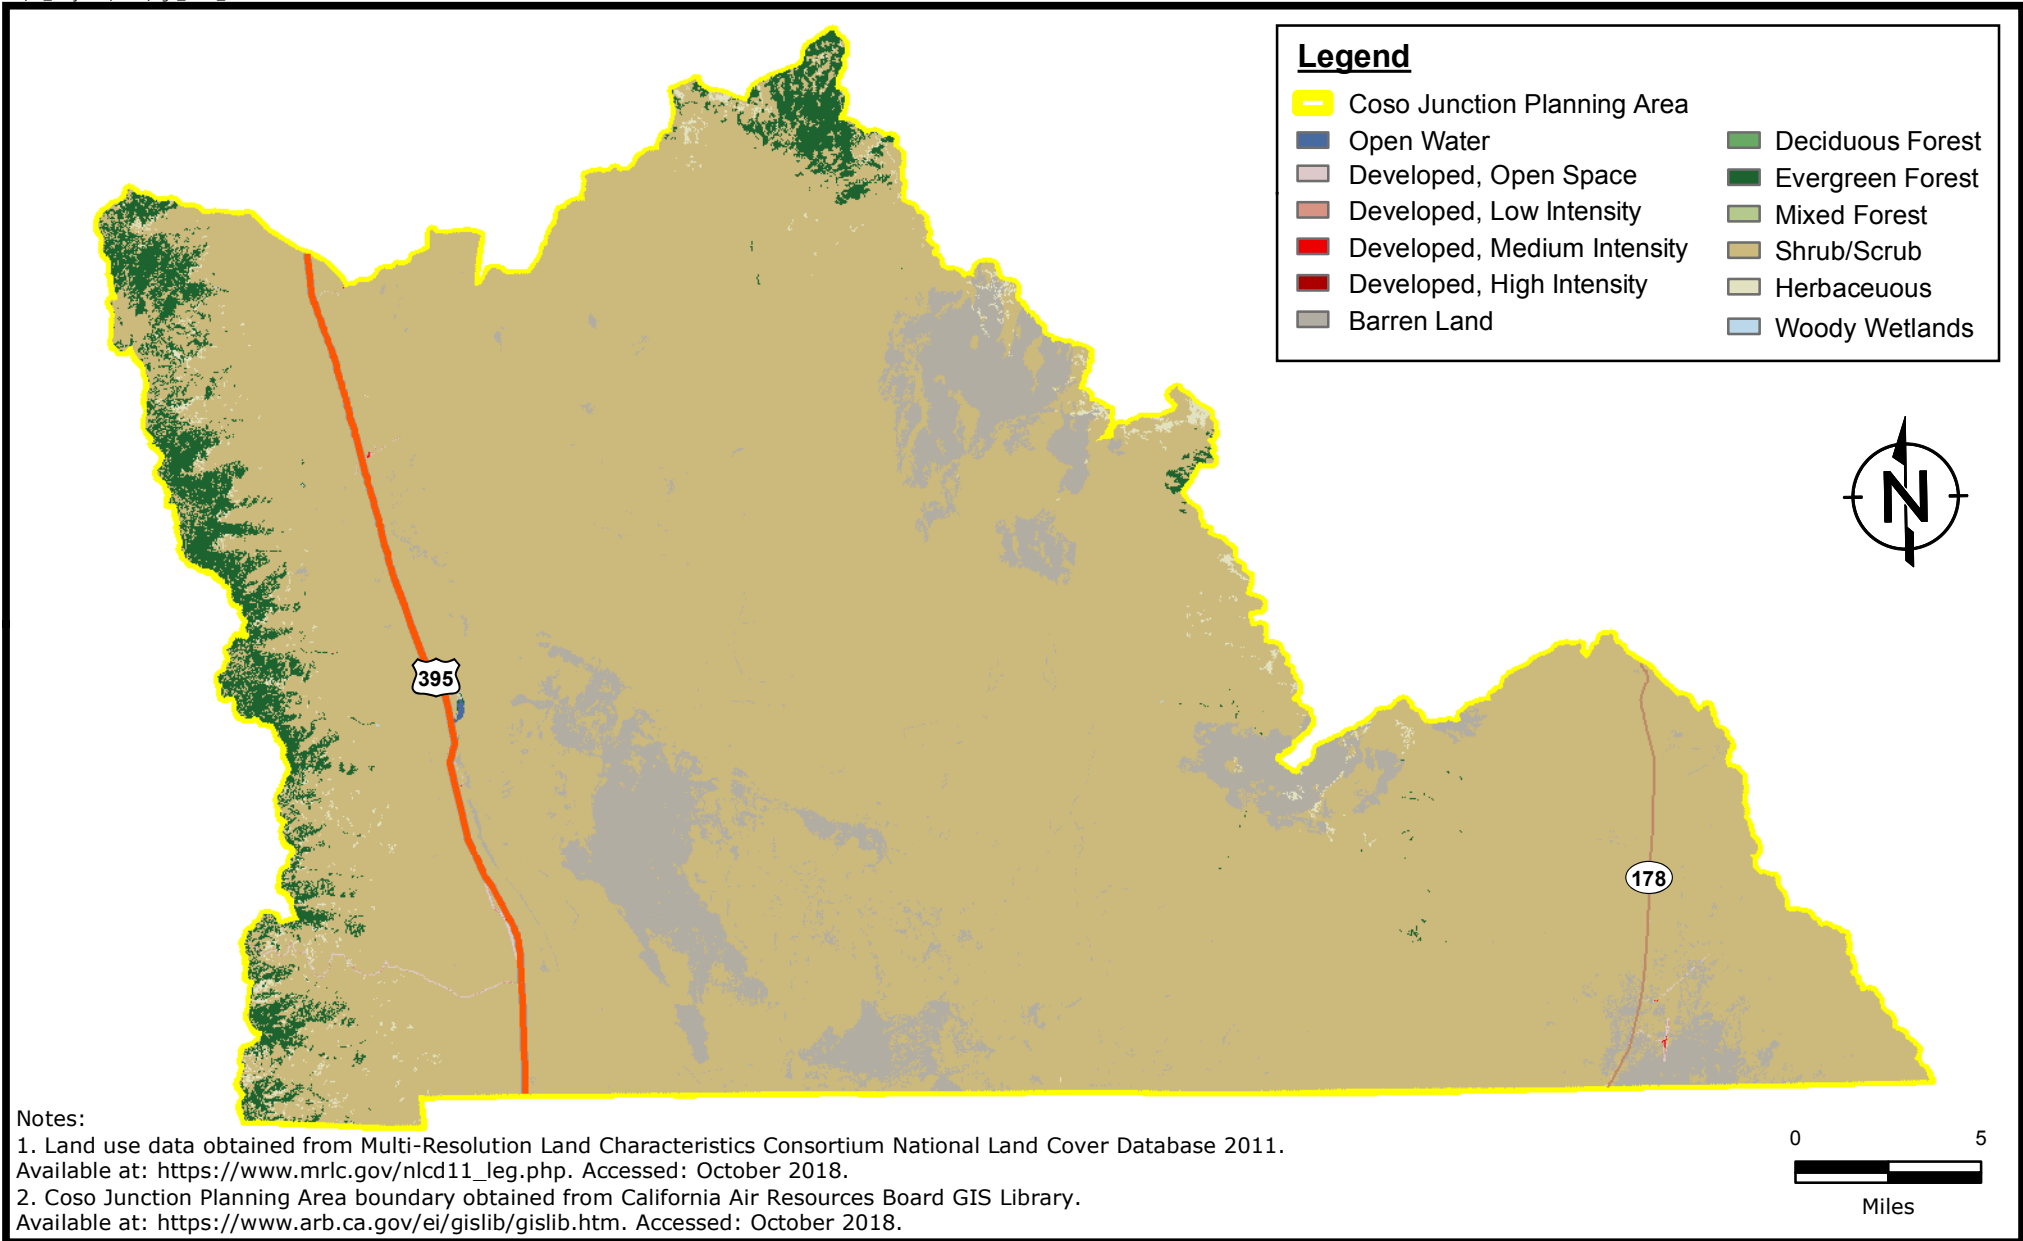 Legend
Coso Junction Planning Area
Open Water
Developed, Open Space
Developed, Low Intensity
Developed, Medium Intensity
Developed, High Intensity
Barren Land
Deciduous Forest
Evergreen Forest
Mixed Forest
Shrub/Scrub
Herbaceuous
Woody Wetlands
N
395
178
Notes:
1. Land use data obtained from Multi-Resolution Land Characteristics Consortium National Land Cover Database 2011.
Available at: https://www.mrlc.gov/nlcd11_leg.php. Accessed: October 2018.
2. Coso Junction Planning Area boundary obtained from California Air Resources Board GIS Library.
Available at: https://www.arb.ca.gov/ei/gislib/gislib.htm. Accessed: October 2018.
0 5
Miles